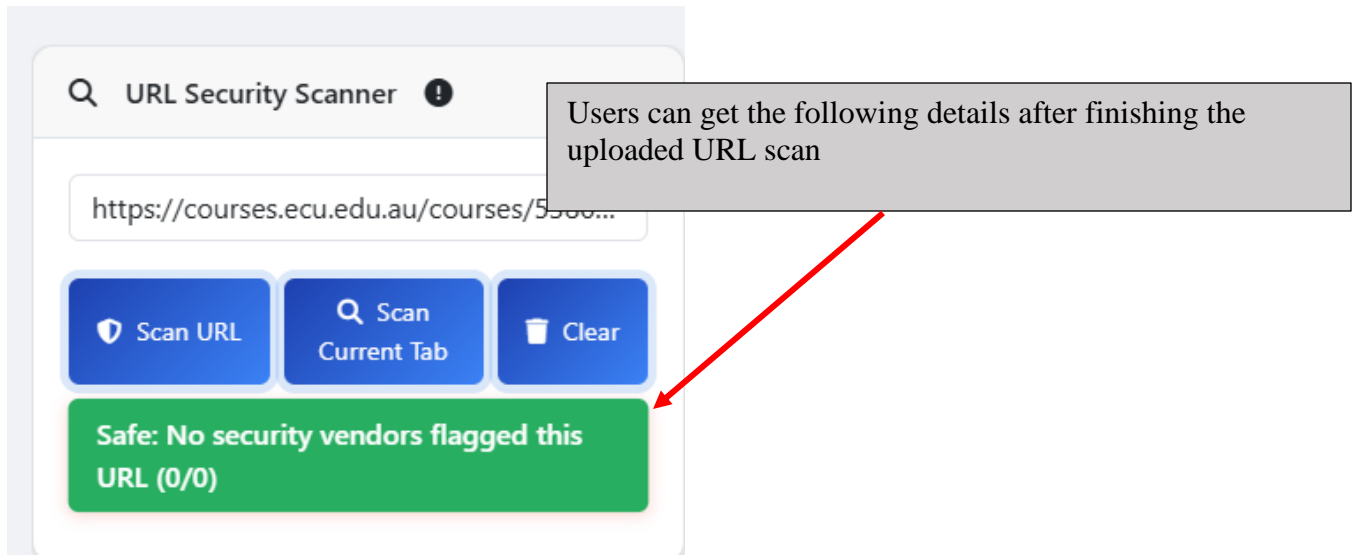 URL Security Scanner
Users can get the following details after finishing the
uploaded URL scan
https://courses.ecu.edu.au/courses/5380...
Scan URL
Scan
Current Tab
Clear
Safe: No security vendors flagged this
URL (0/0)